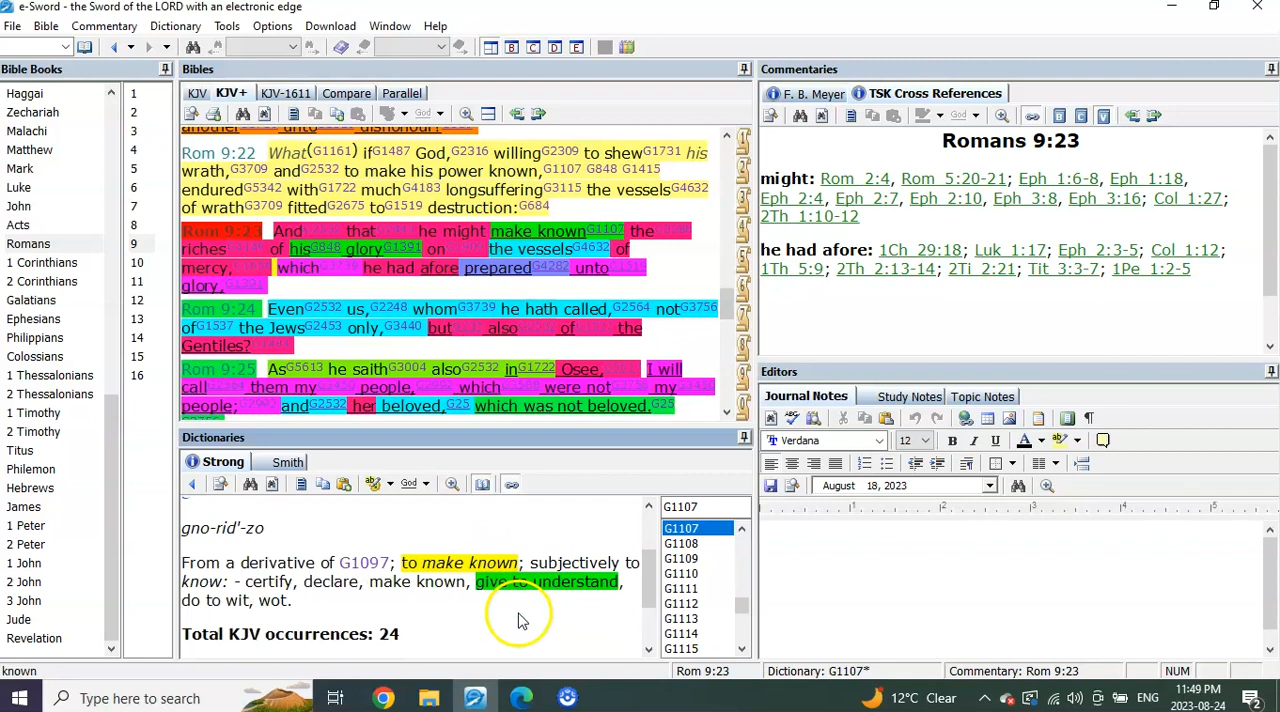 e-Sword - the Sword of the LORD with an electronic edge
File Bible Commentary Dictionary Tools Options Download Window Help
Bible Books
Haggai
Zechariah
Malachi
Matthew
Mark
Luke
John
Acts
Romans
1 Corinthians
2 Corinthians
Galatians
Ephesians
Philippians
Colossians
1 Thessalonians
2 Thessalonians
1 Timothy
2 Timothy
Titus
Philemon
Hebrews
James
1 Peter
2 Peter
1 John
2 John
3 John
Jude
Revelation
1
2
3
4
5
6
7
8
9
10
11
12
13
14
15
16
Bibles
KJV KJV+ KJV-1611 Compare Parallel
God
another unto dishonour?
Rom 9:22 What(G1161) ifG1487 God,G2316 willingG2309 to shewG1731 his
wrath,G3709 andG2532 to make his power known,G1107 G848 G1415
enduredG5342 withG1722 muchG4183 longsufferingG3115 the vesselsG4632
of wrathG3709 fittedG2675 toG1519 destruction:G684
Rom 9:23 And that he might make knownG1107 the
riches of hisG848 gloryG1391 on the vesselsG4632 of
mercy, which he had afore preparedG4282 unto
glory,
Rom 9:24 EvenG2532 us,G2248 whomG3739 he hath called,G2564 notG3756
ofG1537 the JewsG2453 only,G3440 but also of the
Gentiles?
Rom 9:25 AsG5613 he saithG3004 alsoG2532 inG1722 Osee, I will
call them my people, which were not my
people; andG2532 her beloved,G25 which was not beloved.G25
Dictionaries
Strong Smith
God
gno-rid'-zo
From a derivative of G1097; to make known; subjectively to
know: - certify, declare, make known, give to understand,
do to wit, wot.
Total KJV occurrences: 24
G1107
G1107
G1108
G1109
G1110
G1111
G1112
G1113
G1114
G1115
Commentaries
F. B. Meyer TSK Cross References
God B C V
Romans 9:23
might: Rom 2:4, Rom 5:20-21; Eph 1:6-8, Eph 1:18,
Eph 2:4, Eph 2:7, Eph 2:10, Eph 3:8, Eph 3:16; Col 1:27;
2Th 1:10-12
he had afore: 1Ch 29:18; Luk 1:17; Eph 2:3-5; Col 1:12;
1Th 5:9; 2Th 2:13-14; 2Ti 2:21; Tit 3:3-7; 1Pe 1:2-5
Editors
Journal Notes Study Notes Topic Notes
Verdana 12 B I U A
August 18, 2023
1 2 3 4 5
known Rom 9:23 Dictionary: G1107* Commentary: Rom 9:23 NUM
Type here to search 12°C Clear ENG 11:49 PM
2023-08-24
2